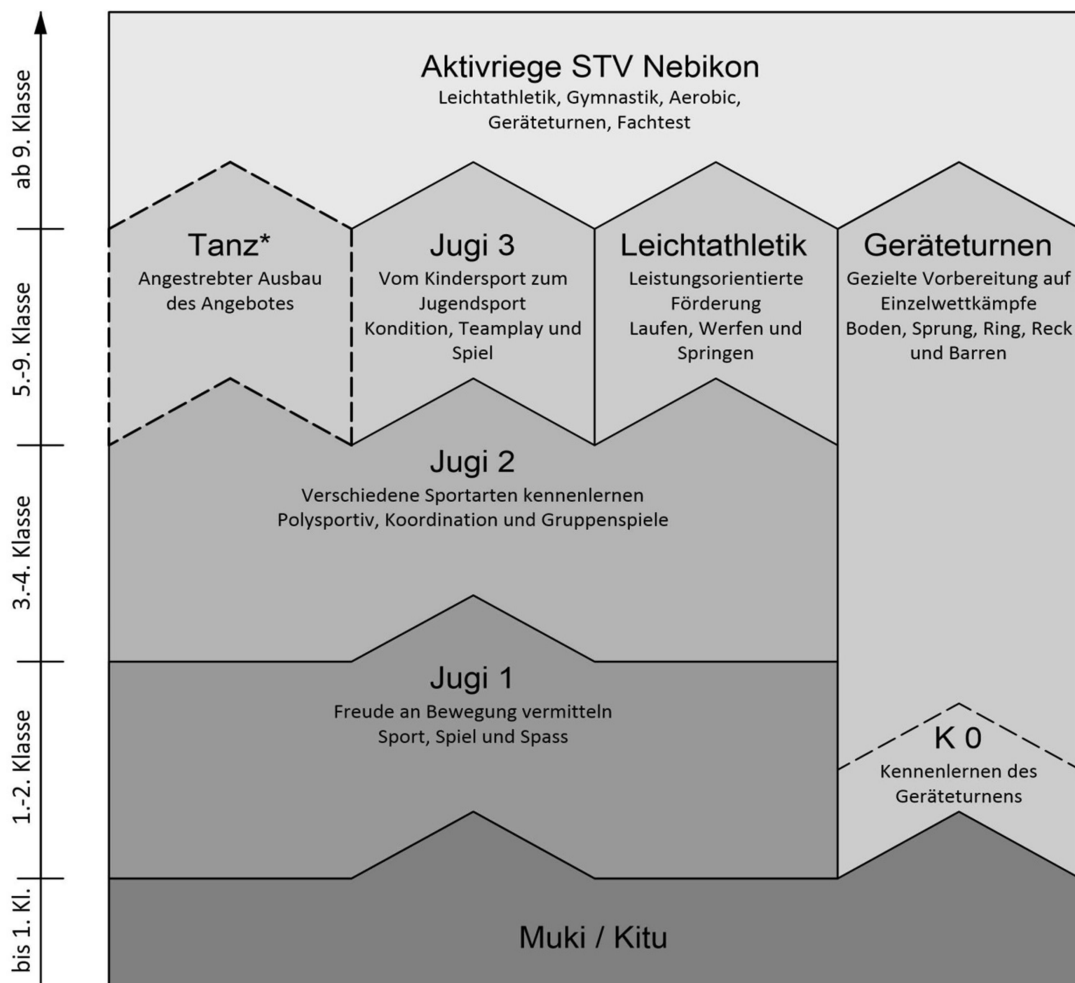 Aktivriege STV Nebikon
Leichtathletik, Gymnastik, Aerobic,
Geräteturnen, Fachtest
ab 9. Klasse
Tanz*
Angestrebter Ausbau
des Angebotes
Jugi 3
Vom Kindersport zum
Jugendsport
Kondition, Teamplay und
Spiel
Leichtathletik
Leistungsorientierte
Förderung
Laufen, Werfen und
Springen
Geräteturnen
Gezielte Vorbereitung auf
Einzelwettkämpfe
Boden, Sprung, Ring, Reck
und Barren
5.-9. Klasse
Jugi 2
Verschiedene Sportarten kennenlernen
Polysportiv, Koordination und Gruppenspiele
3.-4. Klasse
Jugi 1
Freude an Bewegung vermitteln
Sport, Spiel und Spass
K 0
Kennenlernen des
Geräteturnens
1.-2. Klasse
Muki / Kitu
bis 1. Kl.